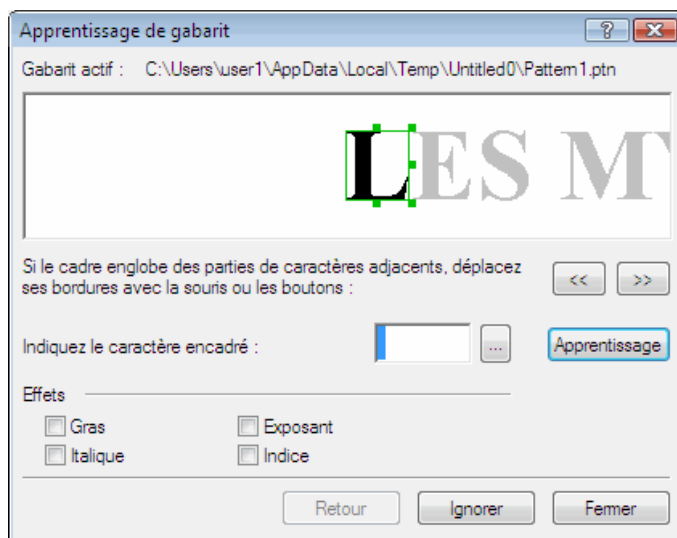 Apprentissage de gabarit
Gabarit actif : C:\Users\user1\AppData\Local\Temp\Untitled0\Pattern1.ptn
LES M
Si le cadre englobe des parties de caractères adjacents, déplacez
ses bordures avec la souris ou les boutons :
<< >>
Indiquez le caractère encadré : ... Apprentissage
Effets
Gras Exposant
Italique Indice
Retour Ignorer Fermer